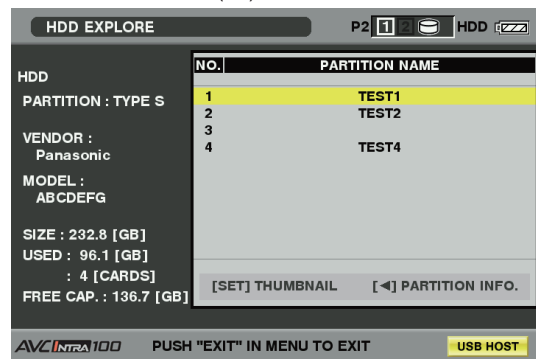 HDD EXPLORE P2 1 2 HDD
HDD
PARTITION : TYPE S
VENDOR :
Panasonic
MODEL :
ABCDEFG
SIZE : 232.8 [GB]
USED : 96.1 [GB]
: 4 [CARDS]
FREE CAP. : 136.7 [GB]
NO. PARTITION NAME
1 TEST1
2 TEST2
3
4 TEST4
[SET] THUMBNAIL [◀] PARTITION INFO.
AVC INTRA 100 PUSH "EXIT" IN MENU TO EXIT USB HOST